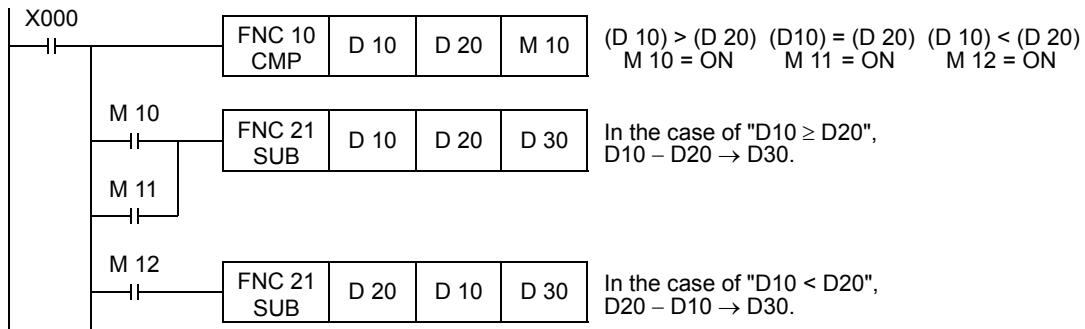 X000
FNC 10 CMP D 10 D 20 M 10 (D 10) > (D 20) (D10) = (D 20) (D 10) < (D 20)
M 10 = ON M 11 = ON M 12 = ON
M 10
FNC 21 SUB D 10 D 20 D 30 In the case of "D10 ≥ D20",
D10 − D20 → D30.
M 11
M 12
FNC 21 SUB D 20 D 10 D 30 In the case of "D10 < D20",
D20 − D10 → D30.